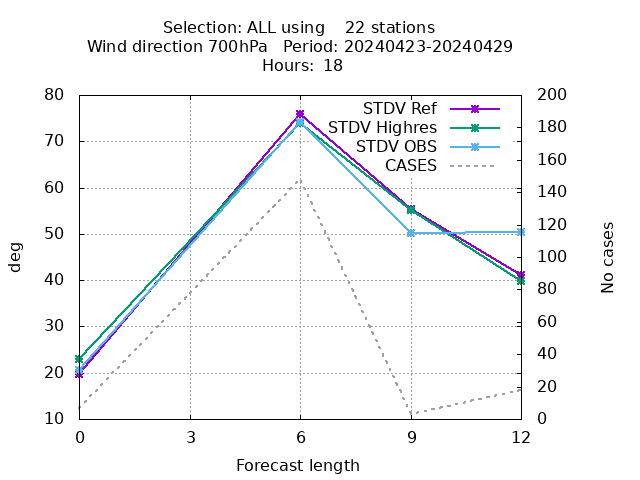 Selection: ALL using    22 stations
Wind direction 700hPa   Period: 20240423-20240429
Hours: 18
80
70
60
50
40
30
20
10
200
180
160
140
120
100
80
60
40
20
0
STDV Ref
STDV Highres
STDV OBS
CASES
deg
No cases
0
3
6
9
12
Forecast length